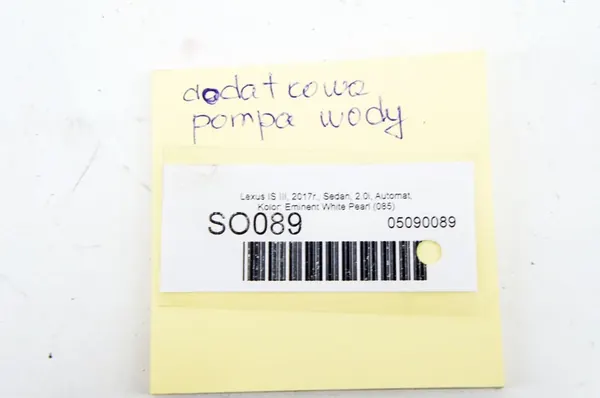 dodatkowa
pompa wody
Lexus IS III, 2017r., Sedan, 2.0i, Automat,
Kolor: Eminent White Pearl (085)
SO089
05090089